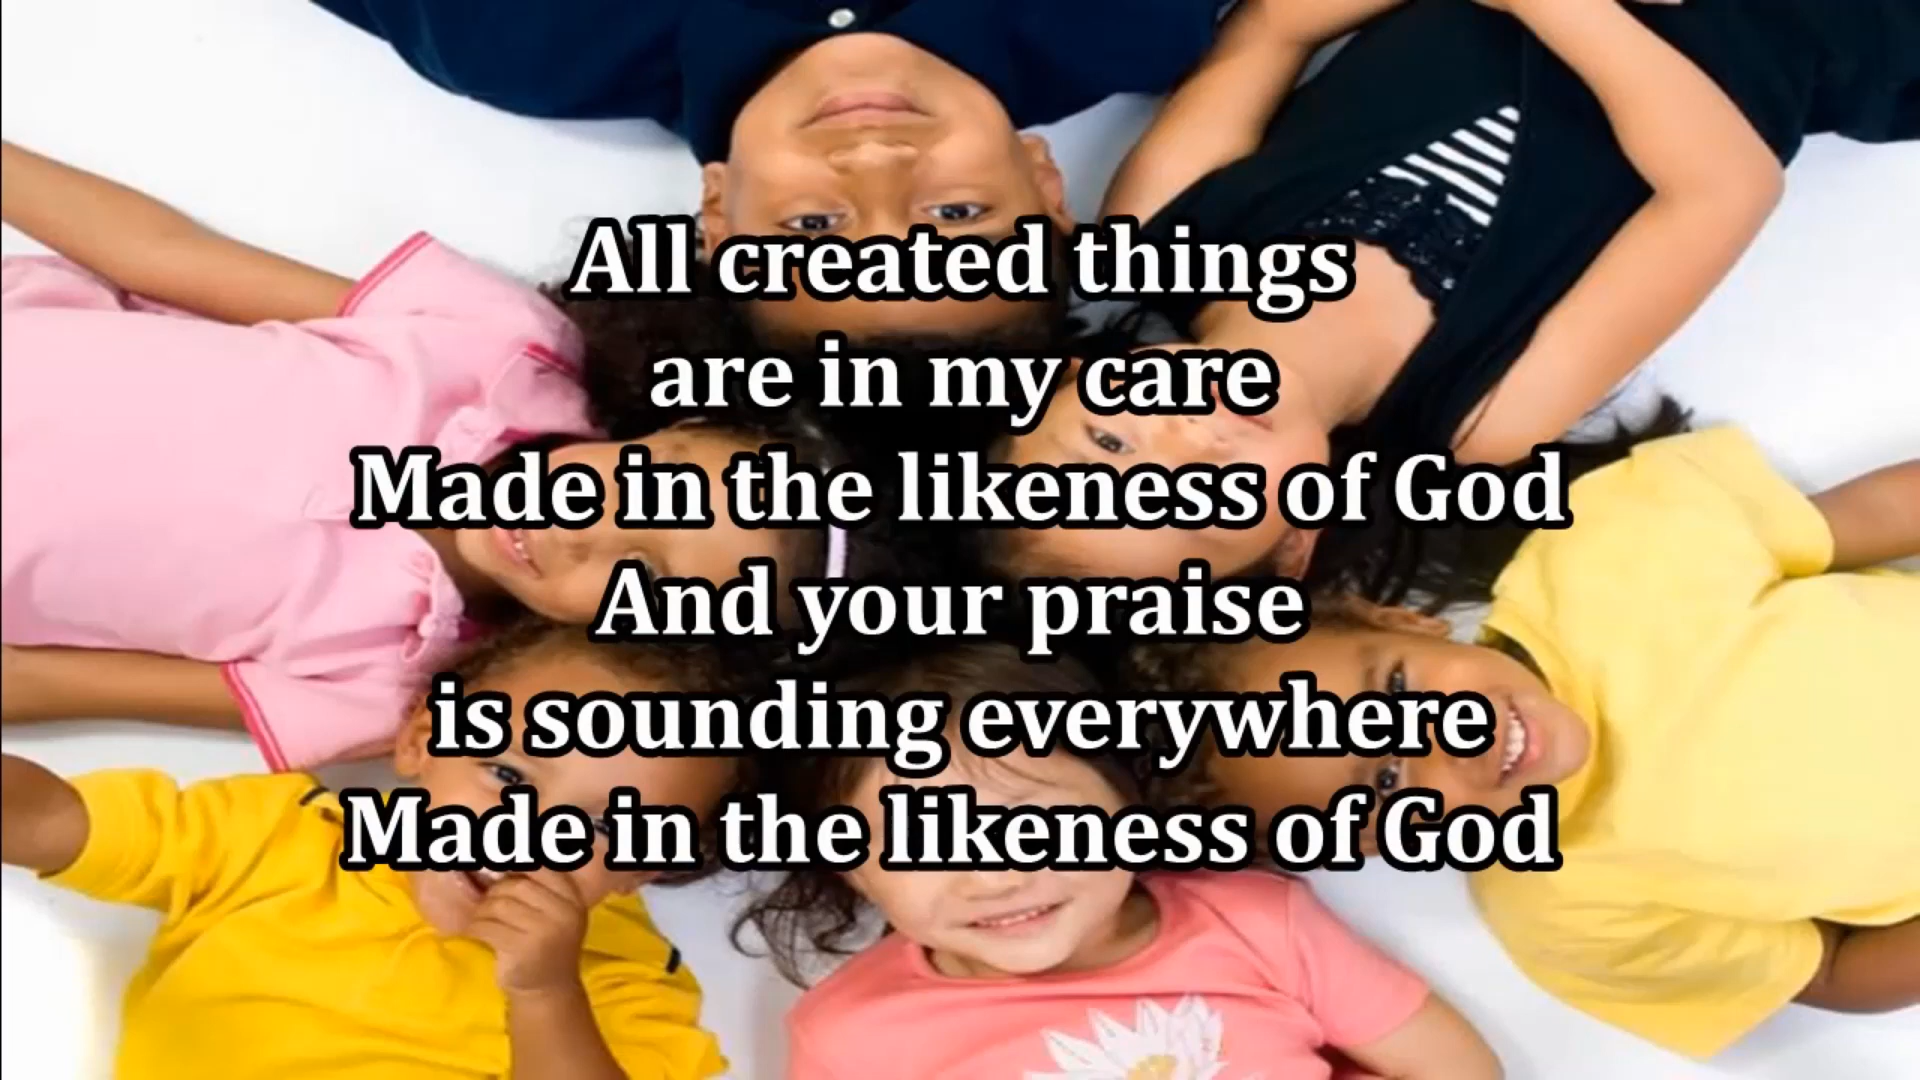 All created things
are in my care
Made in the likeness of God
And your praise
is sounding everywhere
Made in the likeness of God